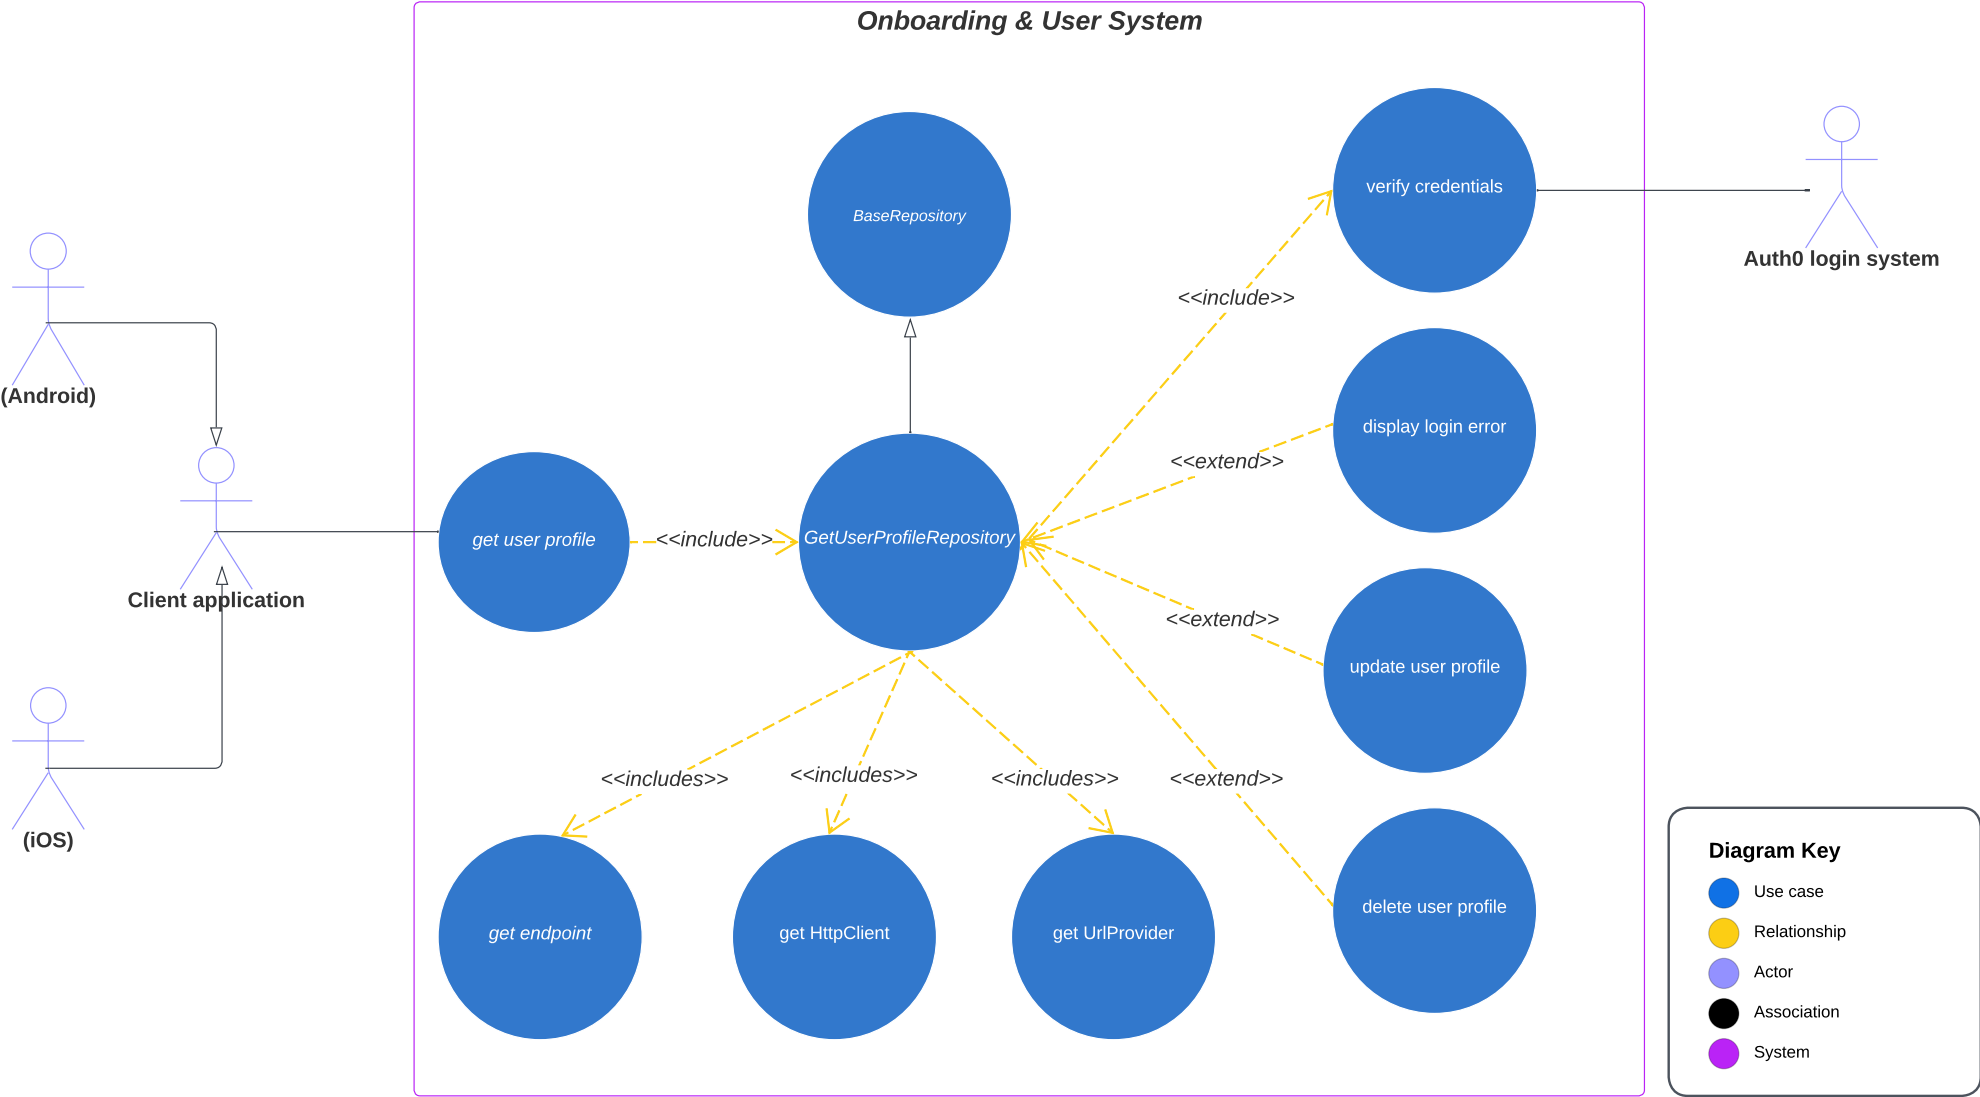 Onboarding & User System
BaseRepository
verify credentials
Auth0 login system
<<include>>
(Android)
display login error
<<extend>>
get user profile
<<include>>
GetUserProfileRepository
Client application
<<extend>>
update user profile
<<includes>>
<<includes>>
<<includes>>
<<extend>>
(iOS)
get endpoint
get HttpClient
get UrlProvider
delete user profile
Diagram Key
Use case
Relationship
Actor
Association
System